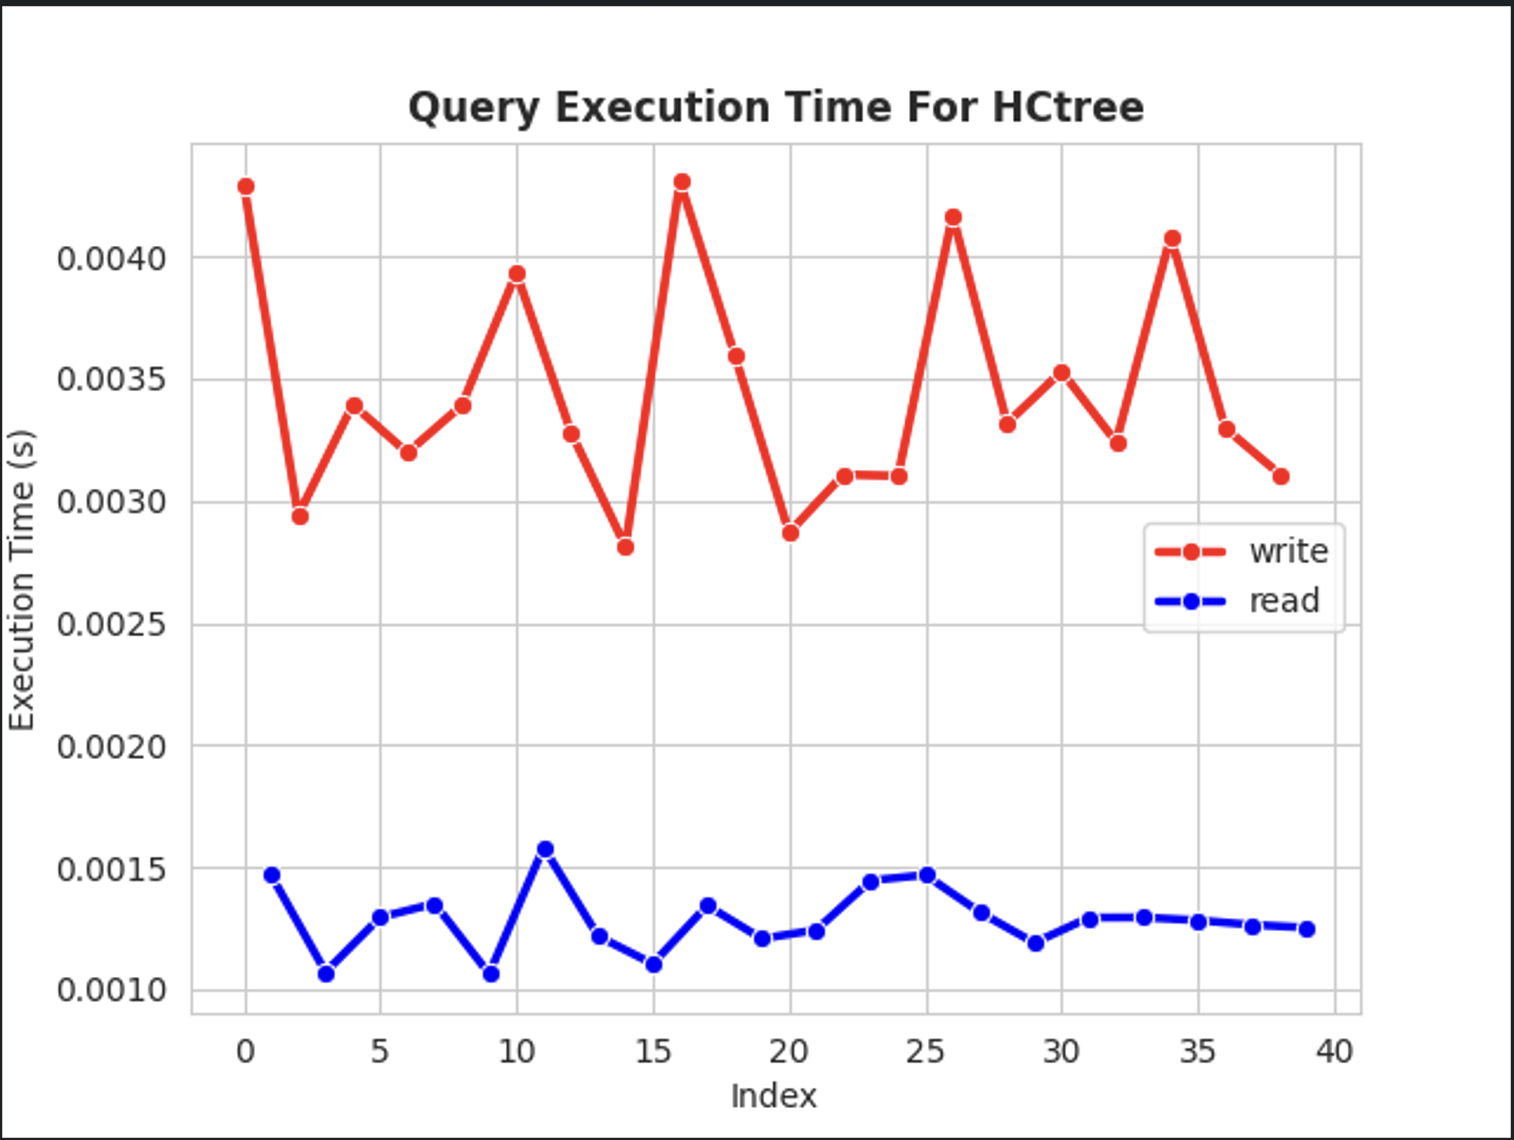 Query Execution Time For HCtree
Execution Time (s)
0.0040
0.0035
0.0030
0.0025
0.0020
0.0015
0.0010
write
read
0 5 10 15 20 25 30 35 40
Index